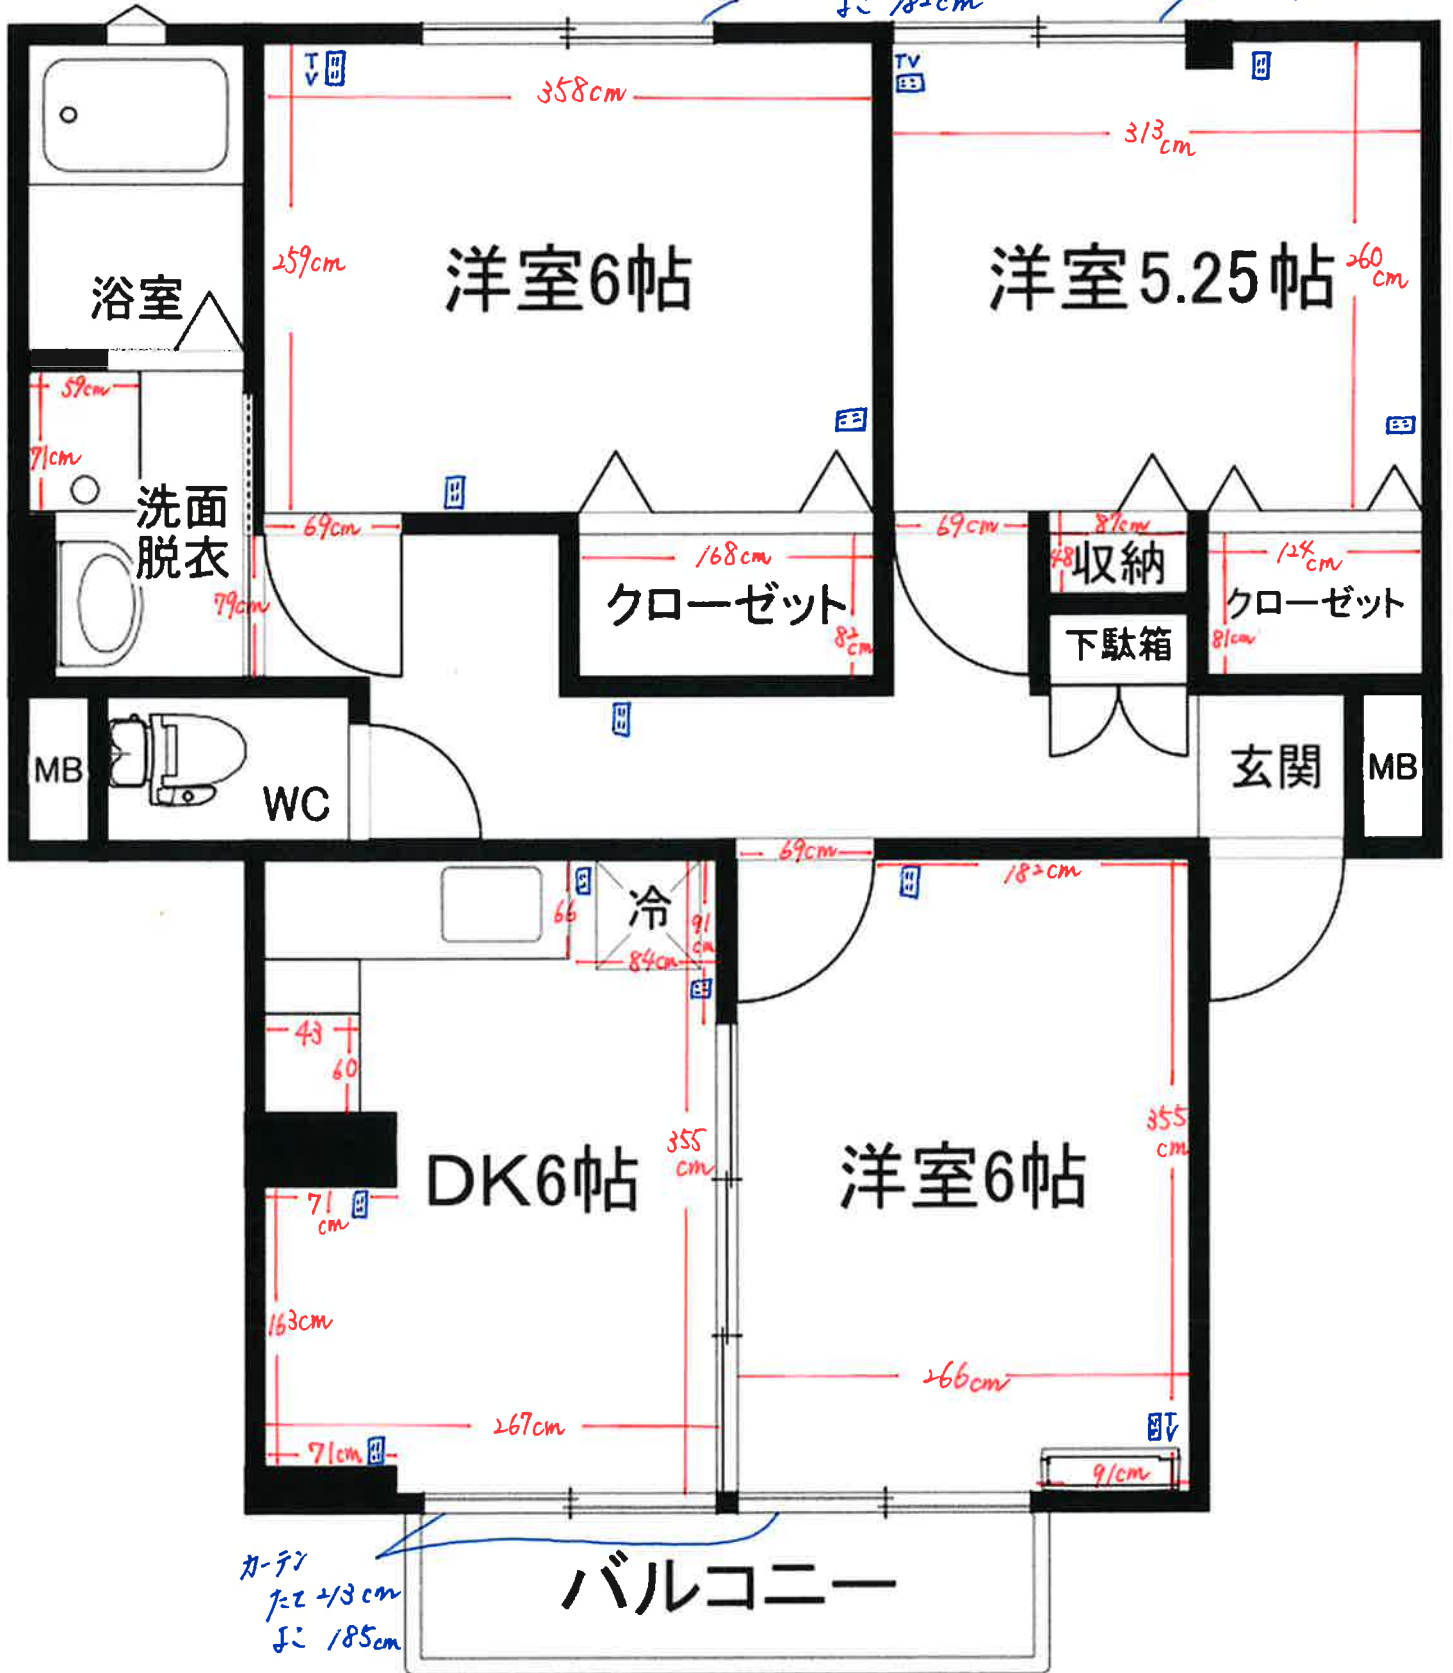 よこ 182cm
TV
358cm
TV
313cm
259cm
洋室6帖
洋室5.25帖
260cm
浴室
59cm
71cm
洗面
脱衣
79cm
69cm
168cm
クローゼット
82cm
69cm
87cm
48
収納
124cm
クローゼット
81cm
下駄箱
MB
WC
玄関
MB
69cm
182cm
66
冷
91cm
84cm
43
60
355cm
355cm
DK6帖
洋室6帖
71cm
163cm
266cm
267cm
TV
71cm
91cm
カーテン
たて 213cm
よこ 185cm
バルコニー